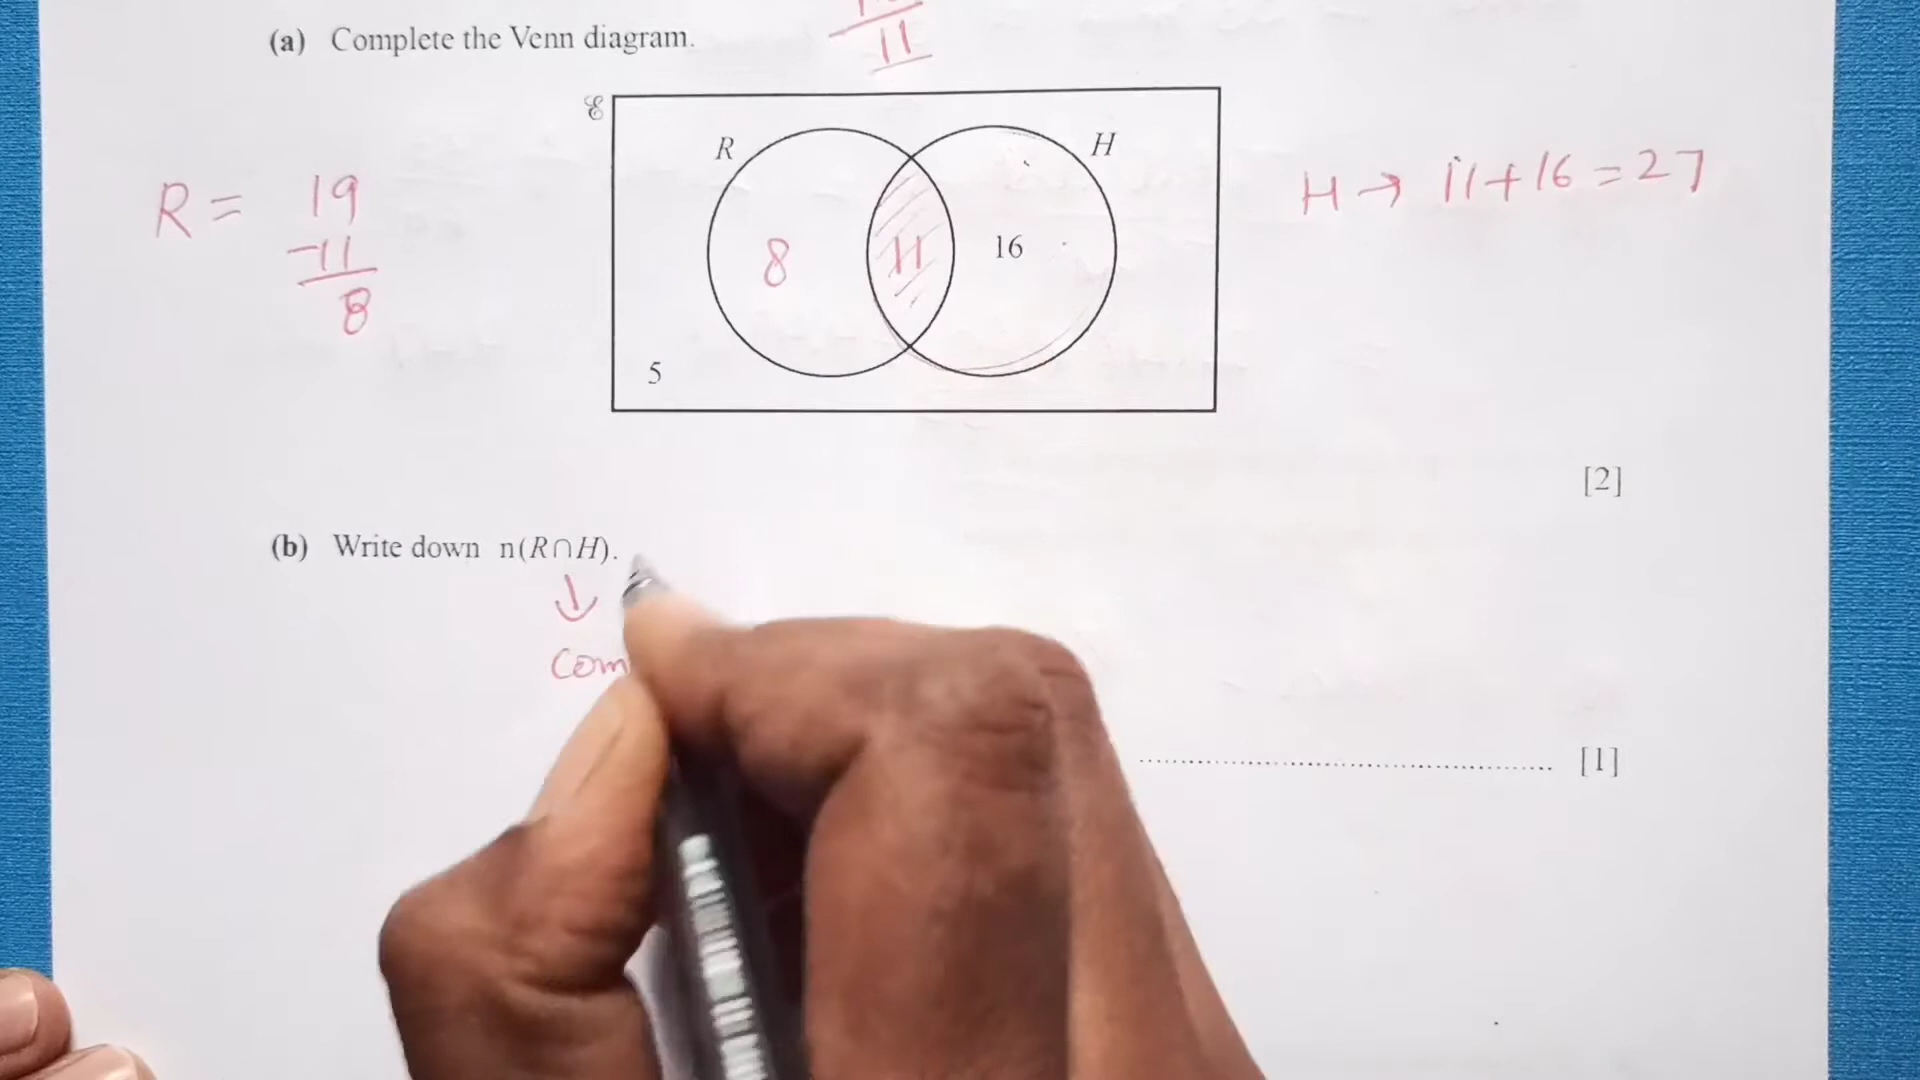 (a) Complete the Venn diagram.
11
ℰ
R
H
R = 19
-11
8
8
11
16
5
H → 11+16=27
[2]
(b) Write down n(R∩H).
↓
Com
[1]